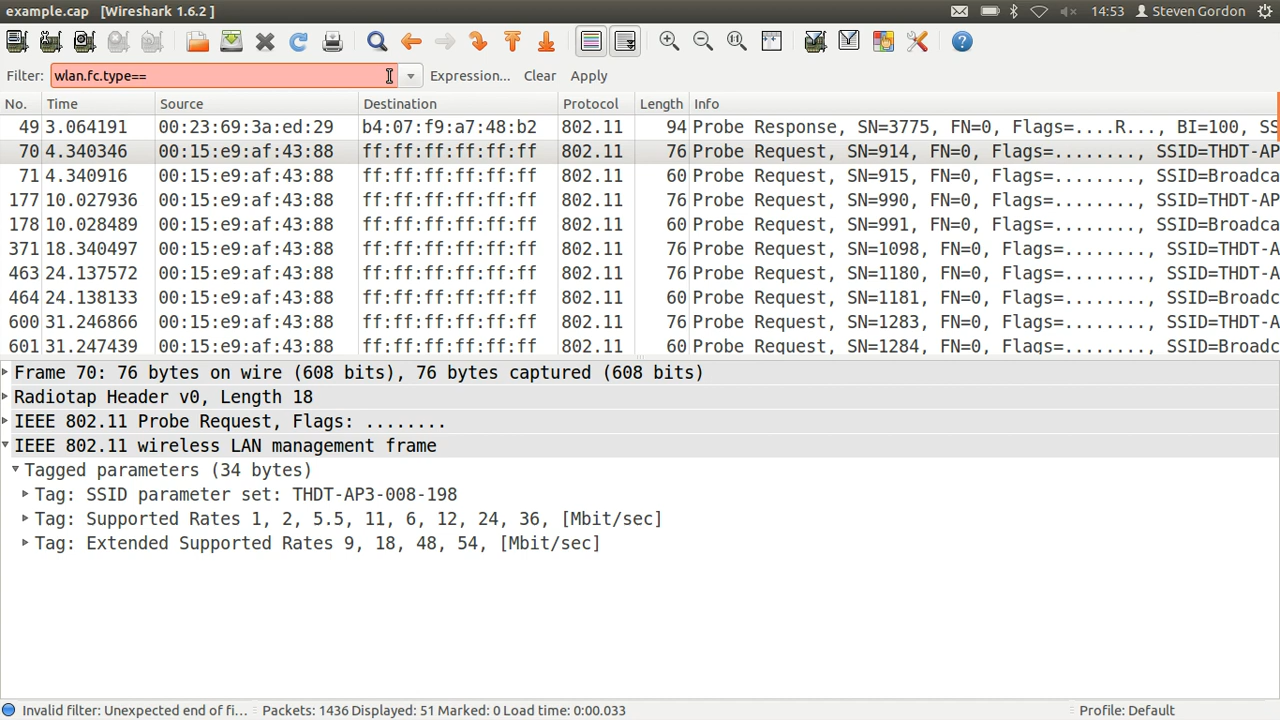 example.cap [Wireshark 1.6.2 ]
14:53 Steven Gordon
Filter: wlan.fc.type== Expression... Clear Apply
No. Time Source Destination Protocol Length Info
49 3.064191 00:23:69:3a:ed:29 b4:07:f9:a7:48:b2 802.11 94 Probe Response, SN=3775, FN=0, Flags=....R..., BI=100, SS
70 4.340346 00:15:e9:af:43:88 ff:ff:ff:ff:ff:ff 802.11 76 Probe Request, SN=914, FN=0, Flags=........, SSID=THDT-AP
71 4.340916 00:15:e9:af:43:88 ff:ff:ff:ff:ff:ff 802.11 60 Probe Request, SN=915, FN=0, Flags=........, SSID=Broadca
177 10.027936 00:15:e9:af:43:88 ff:ff:ff:ff:ff:ff 802.11 76 Probe Request, SN=990, FN=0, Flags=........, SSID=THDT-AP
178 10.028489 00:15:e9:af:43:88 ff:ff:ff:ff:ff:ff 802.11 60 Probe Request, SN=991, FN=0, Flags=........, SSID=Broadca
371 18.340497 00:15:e9:af:43:88 ff:ff:ff:ff:ff:ff 802.11 76 Probe Request, SN=1098, FN=0, Flags=........, SSID=THDT-A
463 24.137572 00:15:e9:af:43:88 ff:ff:ff:ff:ff:ff 802.11 76 Probe Request, SN=1180, FN=0, Flags=........, SSID=THDT-A
464 24.138133 00:15:e9:af:43:88 ff:ff:ff:ff:ff:ff 802.11 60 Probe Request, SN=1181, FN=0, Flags=........, SSID=Broadc
600 31.246866 00:15:e9:af:43:88 ff:ff:ff:ff:ff:ff 802.11 76 Probe Request, SN=1283, FN=0, Flags=........, SSID=THDT-A
601 31.247439 00:15:e9:af:43:88 ff:ff:ff:ff:ff:ff 802.11 60 Probe Request, SN=1284, FN=0, Flags=........, SSID=Broadc
Frame 70: 76 bytes on wire (608 bits), 76 bytes captured (608 bits)
Radiotap Header v0, Length 18
IEEE 802.11 Probe Request, Flags: ........
IEEE 802.11 wireless LAN management frame
Tagged parameters (34 bytes)
Tag: SSID parameter set: THDT-AP3-008-198
Tag: Supported Rates 1, 2, 5.5, 11, 6, 12, 24, 36, [Mbit/sec]
Tag: Extended Supported Rates 9, 18, 48, 54, [Mbit/sec]
Invalid filter: Unexpected end of fi... Packets: 1436 Displayed: 51 Marked: 0 Load time: 0:00.033 Profile: Default